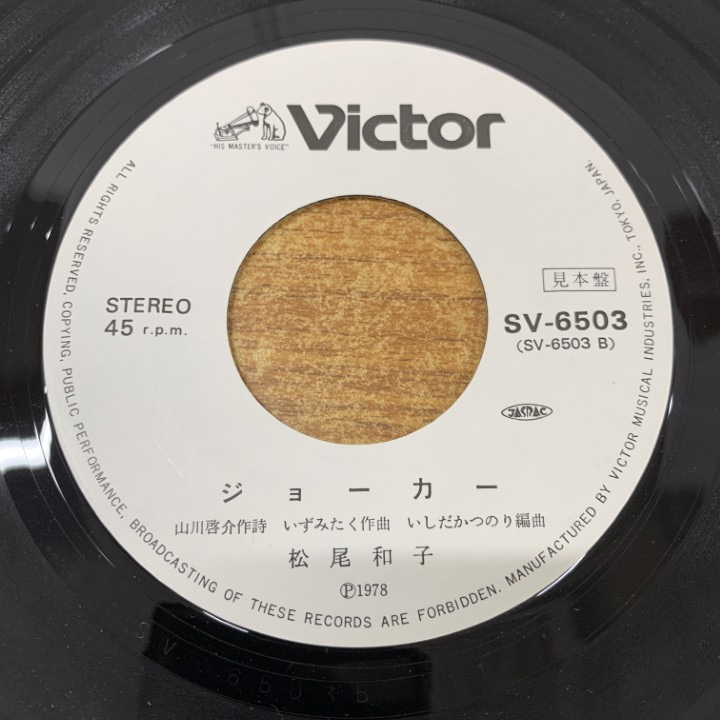 "HIS MASTER'S VOICE"
Victor
STEREO
45 r.p.m.
見本盤
SV-6503
(SV-6503 B)
JASRAC
ジョーカー
山川啓介作詩 いずみたく作曲 いしだかつのり編曲
松尾和子
Ⓟ1978
ALL RIGHTS RESERVED, COPYING, PUBLIC PERFORMANCE, BROADCASTING OF THESE RECORDS ARE FORBIDDEN. MANUFACTURED BY VICTOR MUSICAL INDUSTRIES, INC., TOKYO, JAPAN.